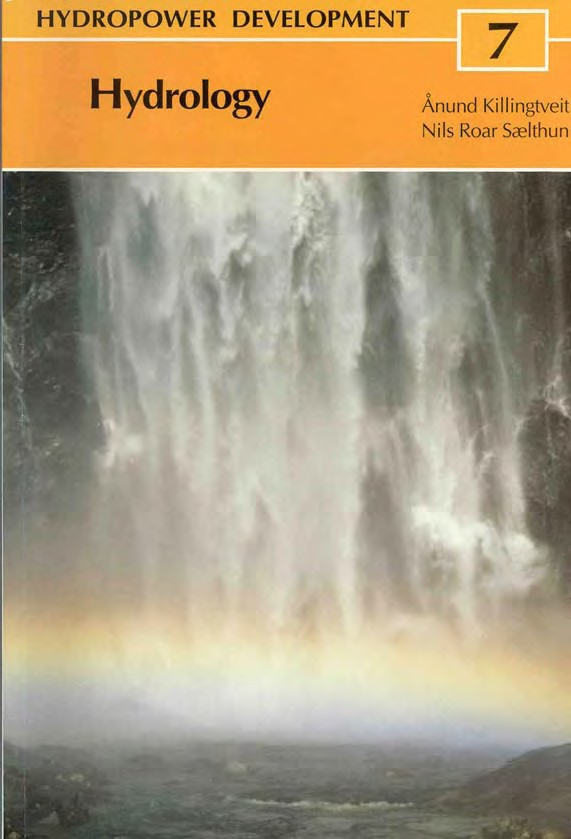 HYDROPOWER DEVELOPMENT
7
Hydrology
Ånund Killingtveit
Nils Roar Sælthun